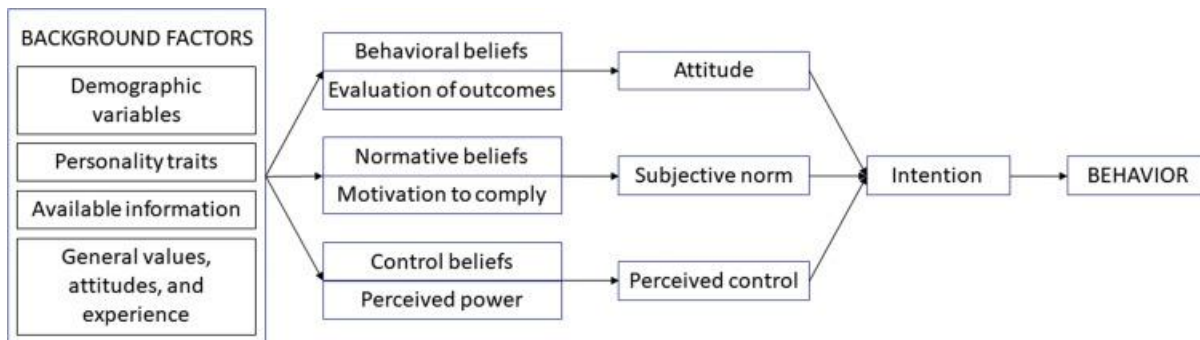 BACKGROUND FACTORS
Demographic
variables
Personality traits
Available information
General values,
attitudes, and
experience
Behavioral beliefs
Evaluation of outcomes
Normative beliefs
Motivation to comply
Control beliefs
Perceived power
Attitude
Subjective norm
Perceived control
Intention
BEHAVIOR